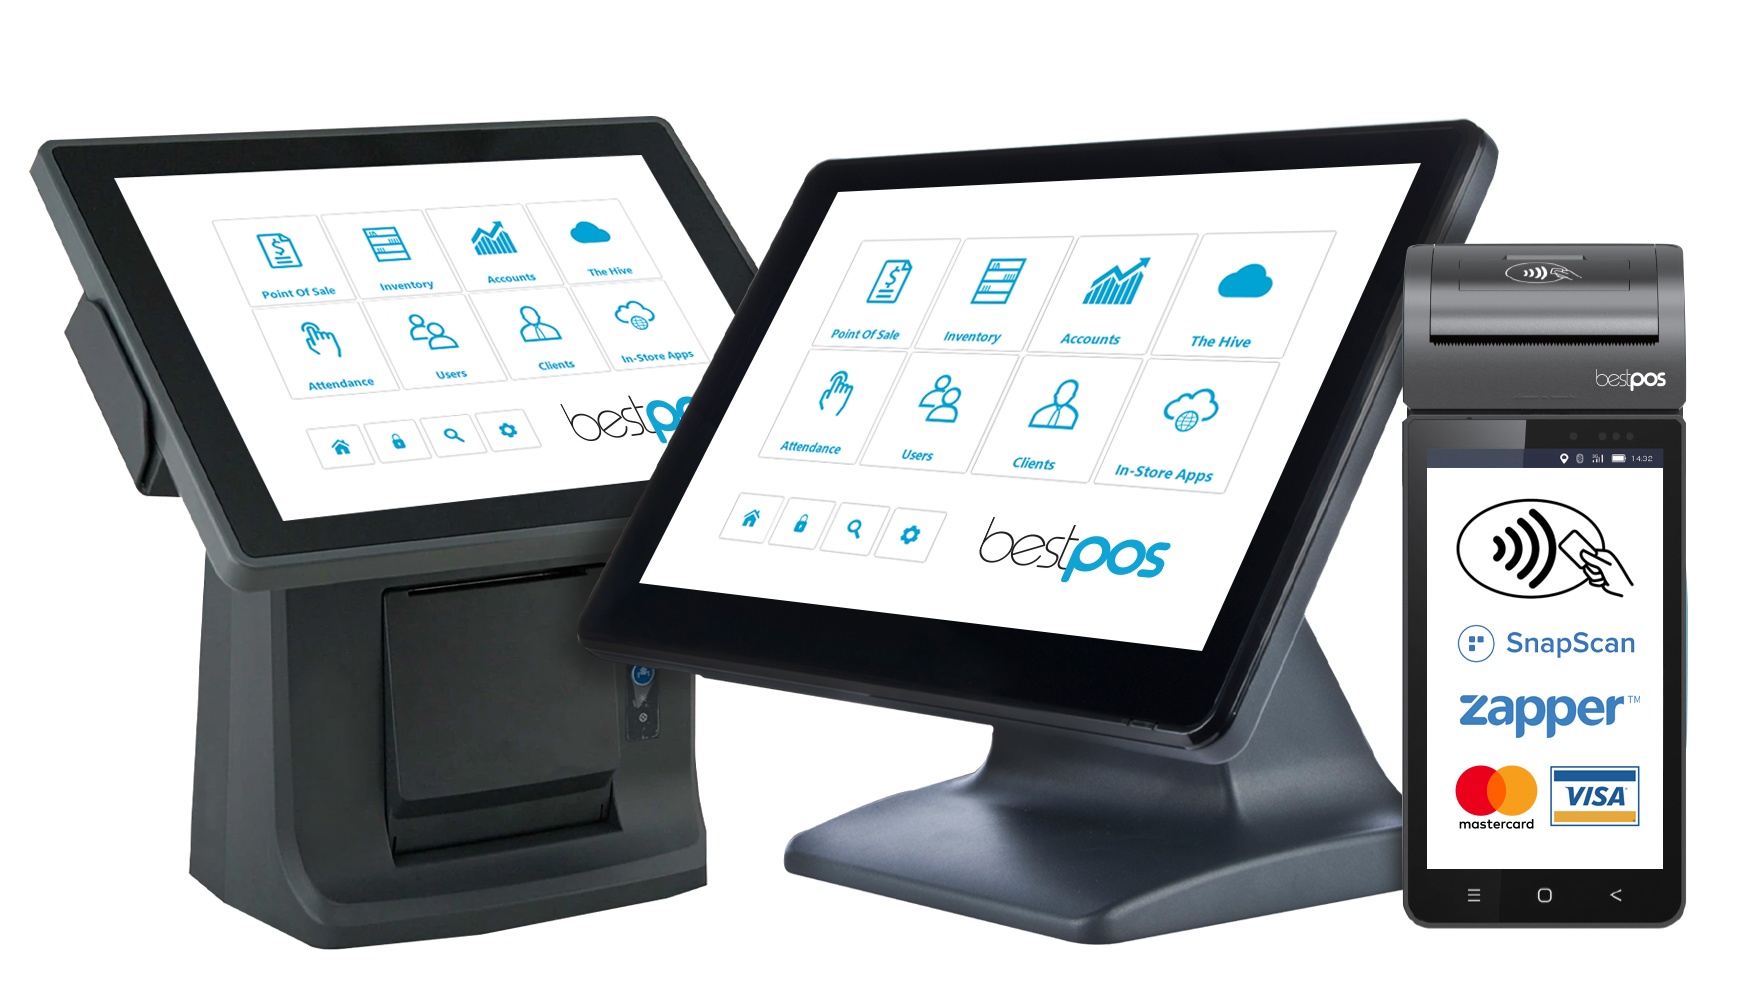 Point Of Sale
Inventory
Accounts
The Hive
Attendance
Users
Clients
In-Store Apps
bestpo
Point Of Sale
Inventory
Accounts
The Hive
Attendance
Users
Clients
In-Store Apps
bestpos
bestpos
14:32
SnapScan
zapper™
mastercard
VISA